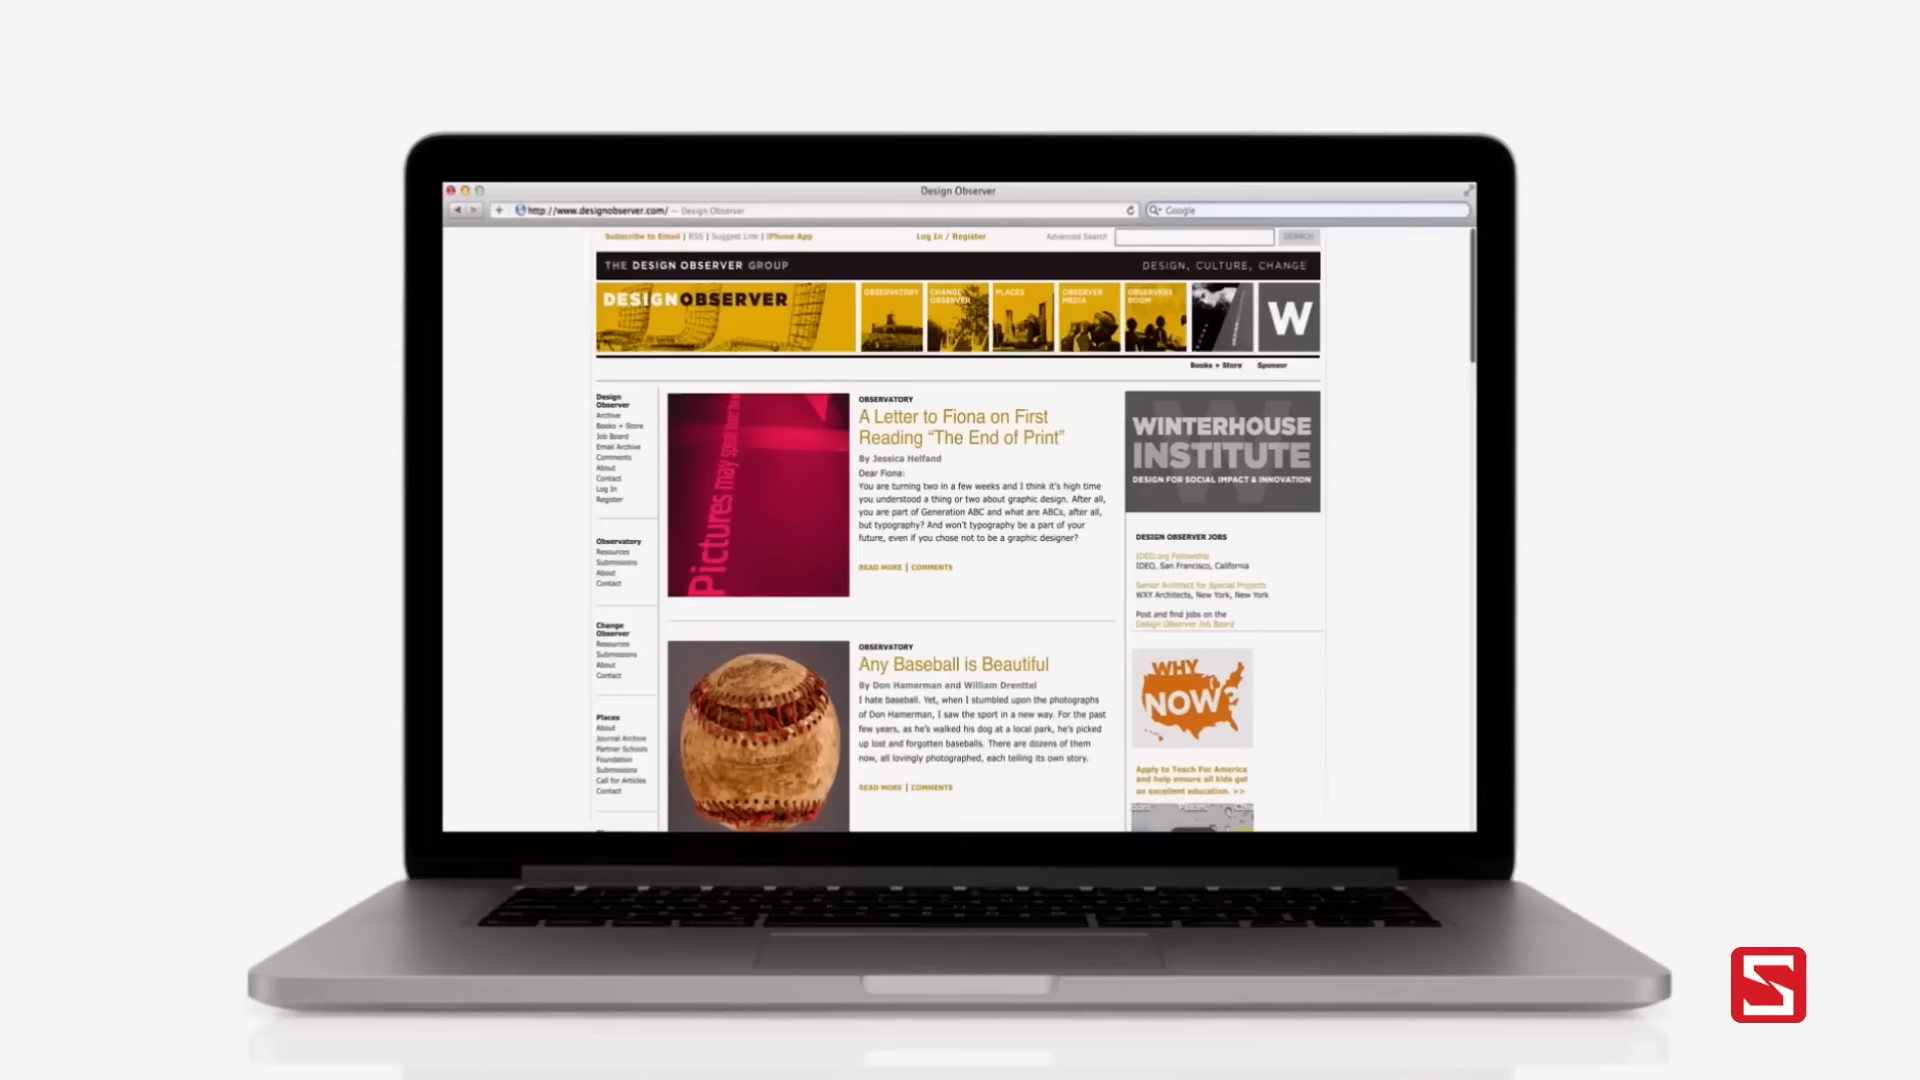 Design Observer
http://www.designobserver.com/ — Design Observer
Google
Subscribe to Email | RSS | Suggest Link | iPhone App
Log In / Register
Advanced Search
SEARCH
THE DESIGN OBSERVER GROUP
DESIGN, CULTURE, CHANGE
DESIGNOBSERVER
OBSERVATORY
CHANGE
OBSERVER
PLACES
OBSERVER
MEDIA
OBSERVERS
ROOM
W
Books + Store
Sponsor
Design
Observer
Archive
Books + Store
Job Board
Email Archive
Comments
About
Contact
Log In
Register
Observatory
Resources
Submissions
About
Contact
Change
Observer
Resources
Submissions
About
Contact
Places
About
Journal Archive
Partner Schools
Foundation
Submissions
Call for Articles
Contact
Pictures may speak
OBSERVATORY
A Letter to Fiona on First
Reading “The End of Print”
By Jessica Helfand
Dear Fiona:
You are turning two in a few weeks and I think it's high time
you understood a thing or two about graphic design. After all,
you are part of Generation ABC and what are ABCs, after all,
but typography? And won't typography be a part of your
future, even if you chose not to be a graphic designer?
READ MORE | COMMENTS
OBSERVATORY
Any Baseball is Beautiful
By Don Hamerman and William Drenttel
I hate baseball. Yet, when I stumbled upon the photographs
of Don Hamerman, I saw the sport in a new way. For the past
few years, as he's walked his dog at a local park, he's picked
up lost and forgotten baseballs. There are dozens of them
now, all lovingly photographed, each telling its own story.
READ MORE | COMMENTS
WINTERHOUSE
INSTITUTE
DESIGN FOR SOCIAL IMPACT & INNOVATION
DESIGN OBSERVER JOBS
IDEO.org Fellowship
IDEO, San Francisco, California
Senior Architect for Special Projects
WXY Architects, New York, New York
Post and find jobs on the
Design Observer Job Board
WHY
NOW?
Apply to Teach For America
and help ensure all kids get
an excellent education. >>
S